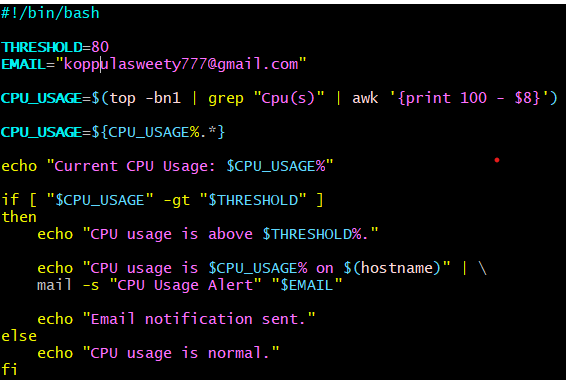 #!/bin/bash
THRESHOLD=80
EMAIL="koppulasweety777@gmail.com"
CPU_USAGE=$(top -bn1 | grep "Cpu(s)" | awk '{print 100 - $8}')
CPU_USAGE=${CPU_USAGE%.*}
echo "Current CPU Usage: $CPU_USAGE%"
if [ "$CPU_USAGE" -gt "$THRESHOLD" ]
then
    echo "CPU usage is above $THRESHOLD%."
    echo "CPU usage is $CPU_USAGE% on $(hostname)" | \
    mail -s "CPU Usage Alert" "$EMAIL"
    echo "Email notification sent."
else
    echo "CPU usage is normal."
fi